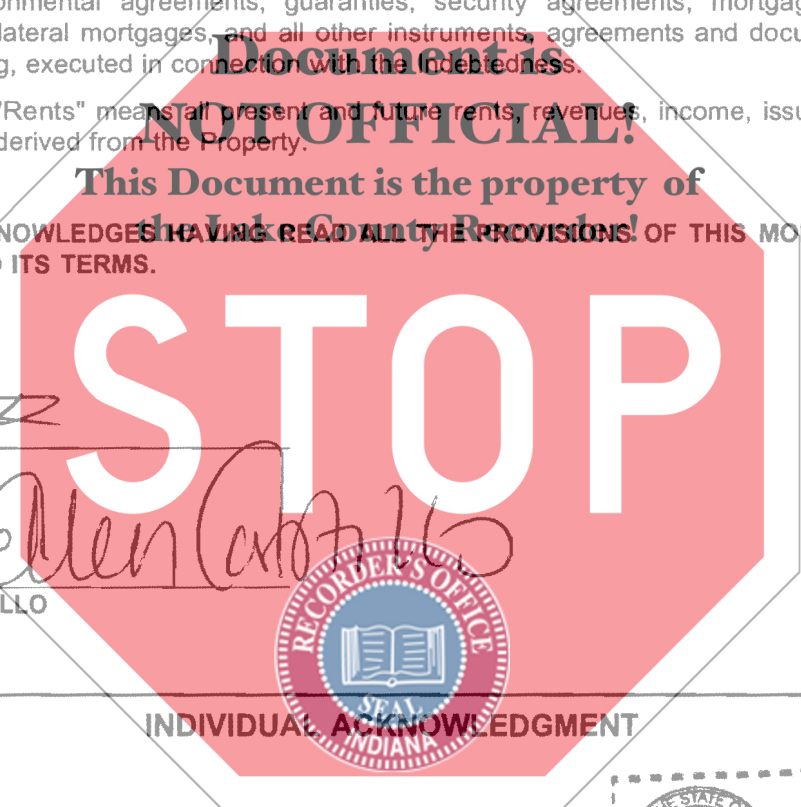 onmental agreements, guaranties, security agreements, mortgag
lateral mortgages, and all other instruments, agreements and docu
g, executed in connection with the Indebtedness.
Document is
NOT OFFICIAL!
"Rents" means all present and future rents, revenues, income, issu
derived from the Property.
This Document is the property of
the Lake County Recorder!
NOWLEDGES HAVING READ ALL THE PROVISIONS OF THIS MO
ITS TERMS.
STOP
LLO
RECORDER'S OFFICE
SEAL
INDIANA
INDIVIDUAL ACKNOWLEDGMENT
THE STATE O